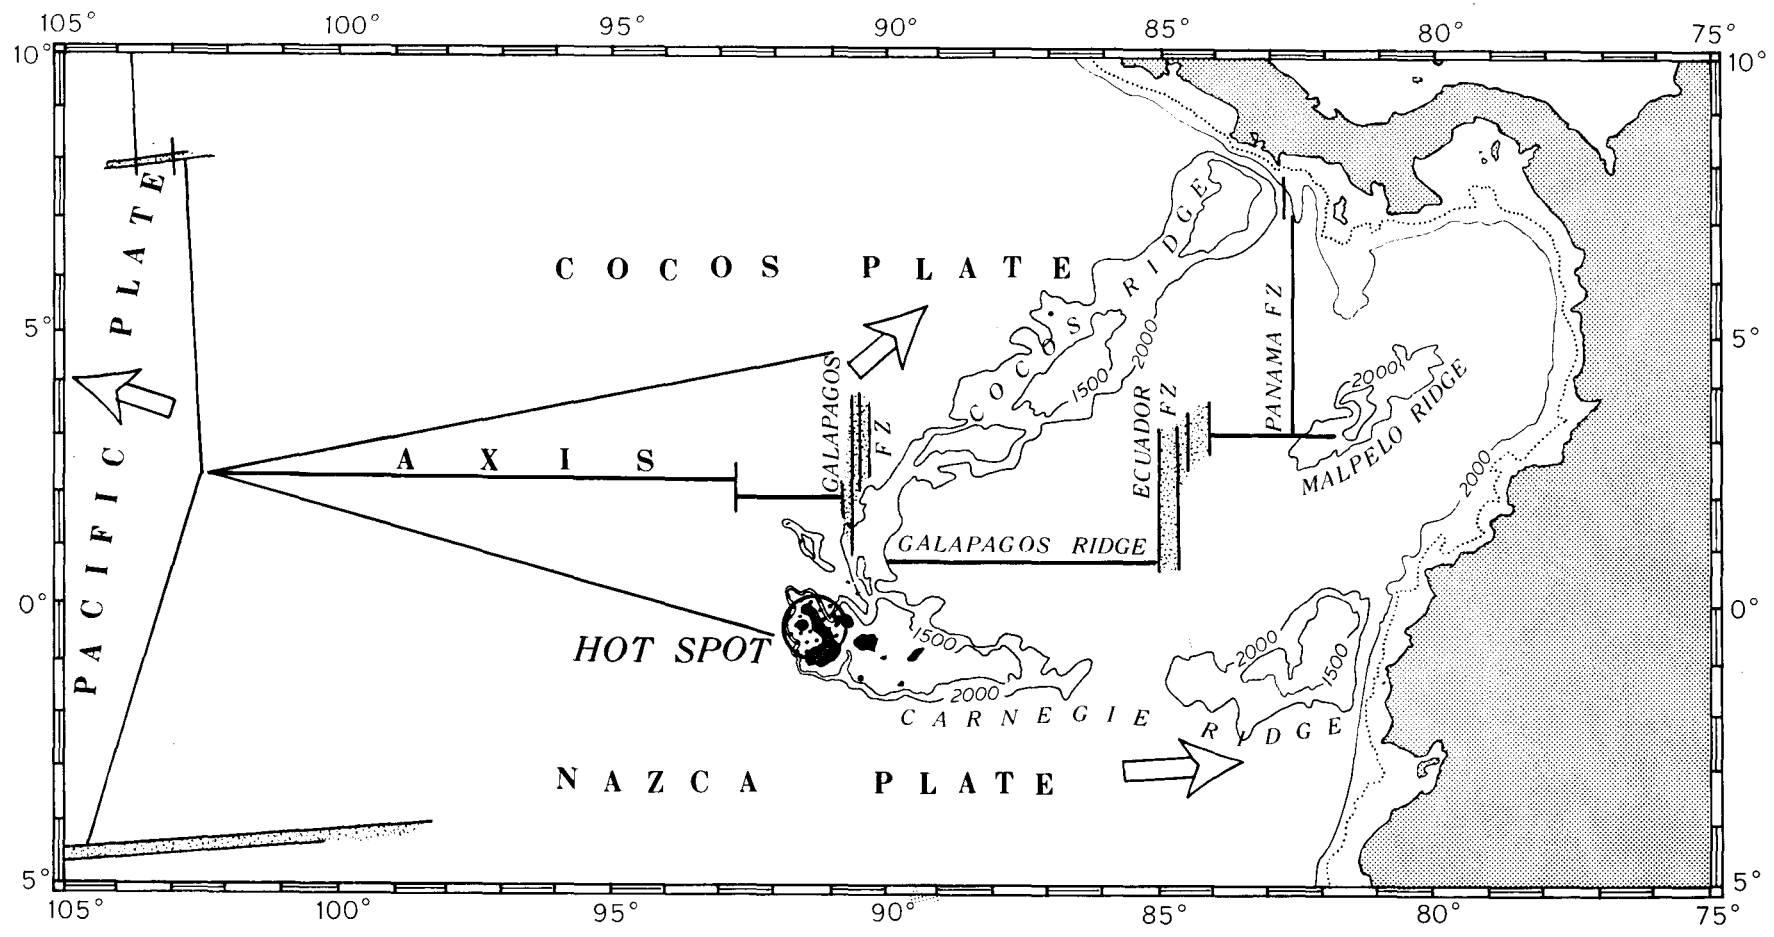 105° 100° 95° 90° 85° 80° 75°
10° 10°
PACIFIC PLATE
COCOS PLATE
COCOS RIDGE
2000
1500
5° 5°
GALAPAGOS
FZ
ECUADOR
FZ
PANAMA FZ
2000
MALPELO RIDGE
AXIS
2000
GALAPAGOS RIDGE
0° 0°
HOT SPOT
1500
2000
CARNEGIE RIDGE
2000
1500
NAZCA PLATE
5° 5°
105° 100° 95° 90° 85° 80° 75°